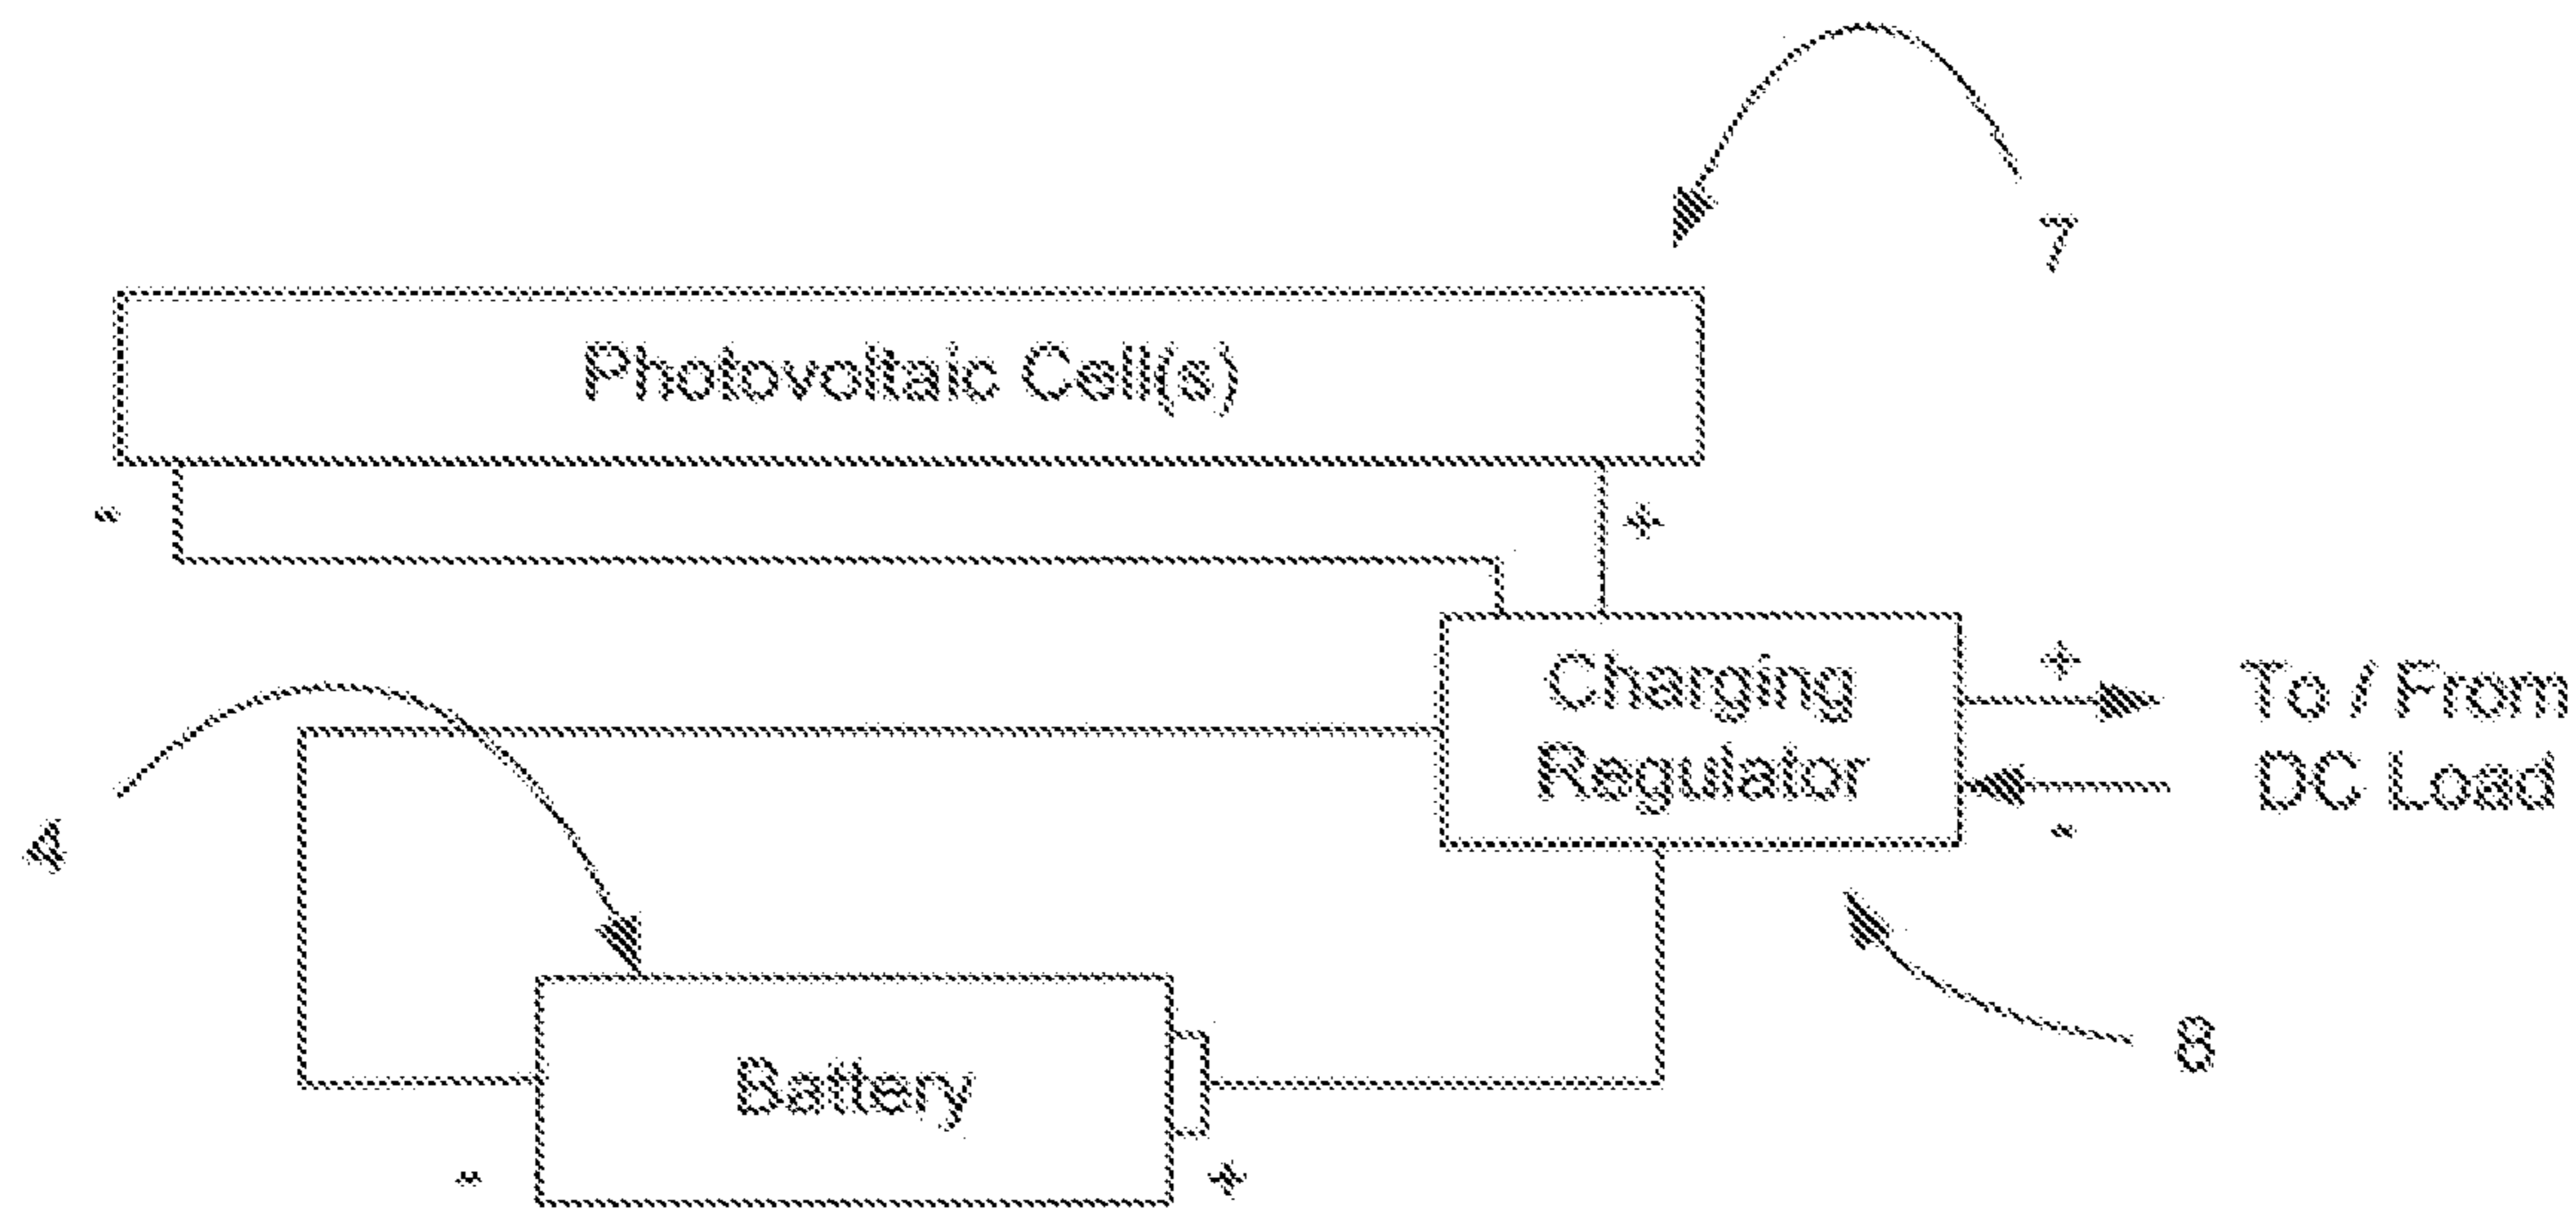 7
Photovoltaic Cell(s)
-
+
Charging
Regulator
+
To / From
DC Load
-
4
8
Battery
-
+